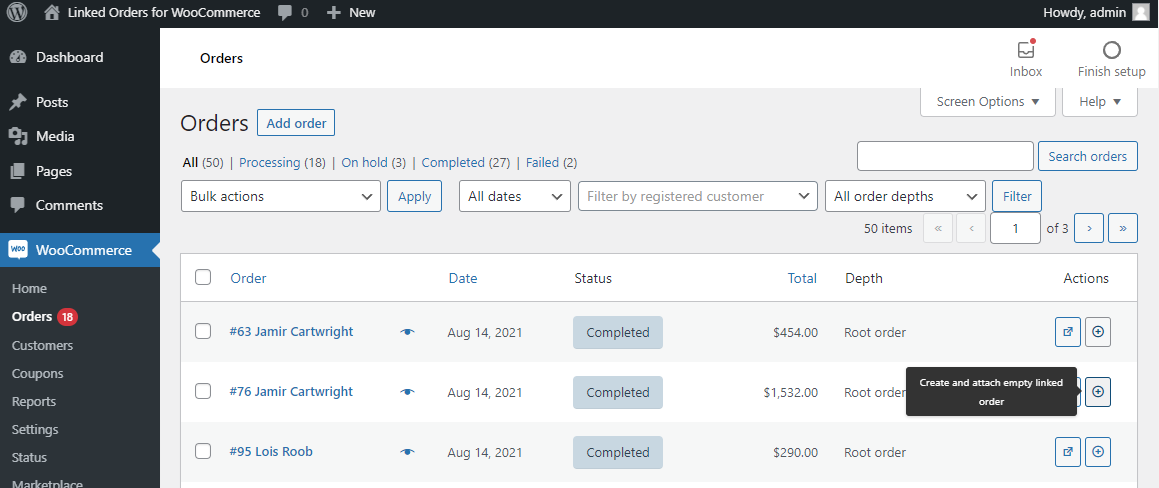 Linked Orders for WooCommerce 0 New Howdy, admin
Dashboard
Posts
Media
Pages
Comments
WOO WooCommerce
Home
Orders 18
Customers
Coupons
Reports
Settings
Status
Marketplace
Orders
Inbox
Finish setup
Screen Options ▼ Help ▼
Orders Add order
All (50) | Processing (18) | On hold (3) | Completed (27) | Failed (2)
Search orders
Bulk actions Apply All dates Filter by registered customer All order depths Filter
50 items « ‹ 1 of 3 › »
Order Date Status Total Depth Actions
#63 Jamir Cartwright Aug 14, 2021 Completed $454.00 Root order
#76 Jamir Cartwright Aug 14, 2021 Completed $1,532.00 Root order
Create and attach empty linked
order
#95 Lois Roob Aug 14, 2021 Completed $290.00 Root order